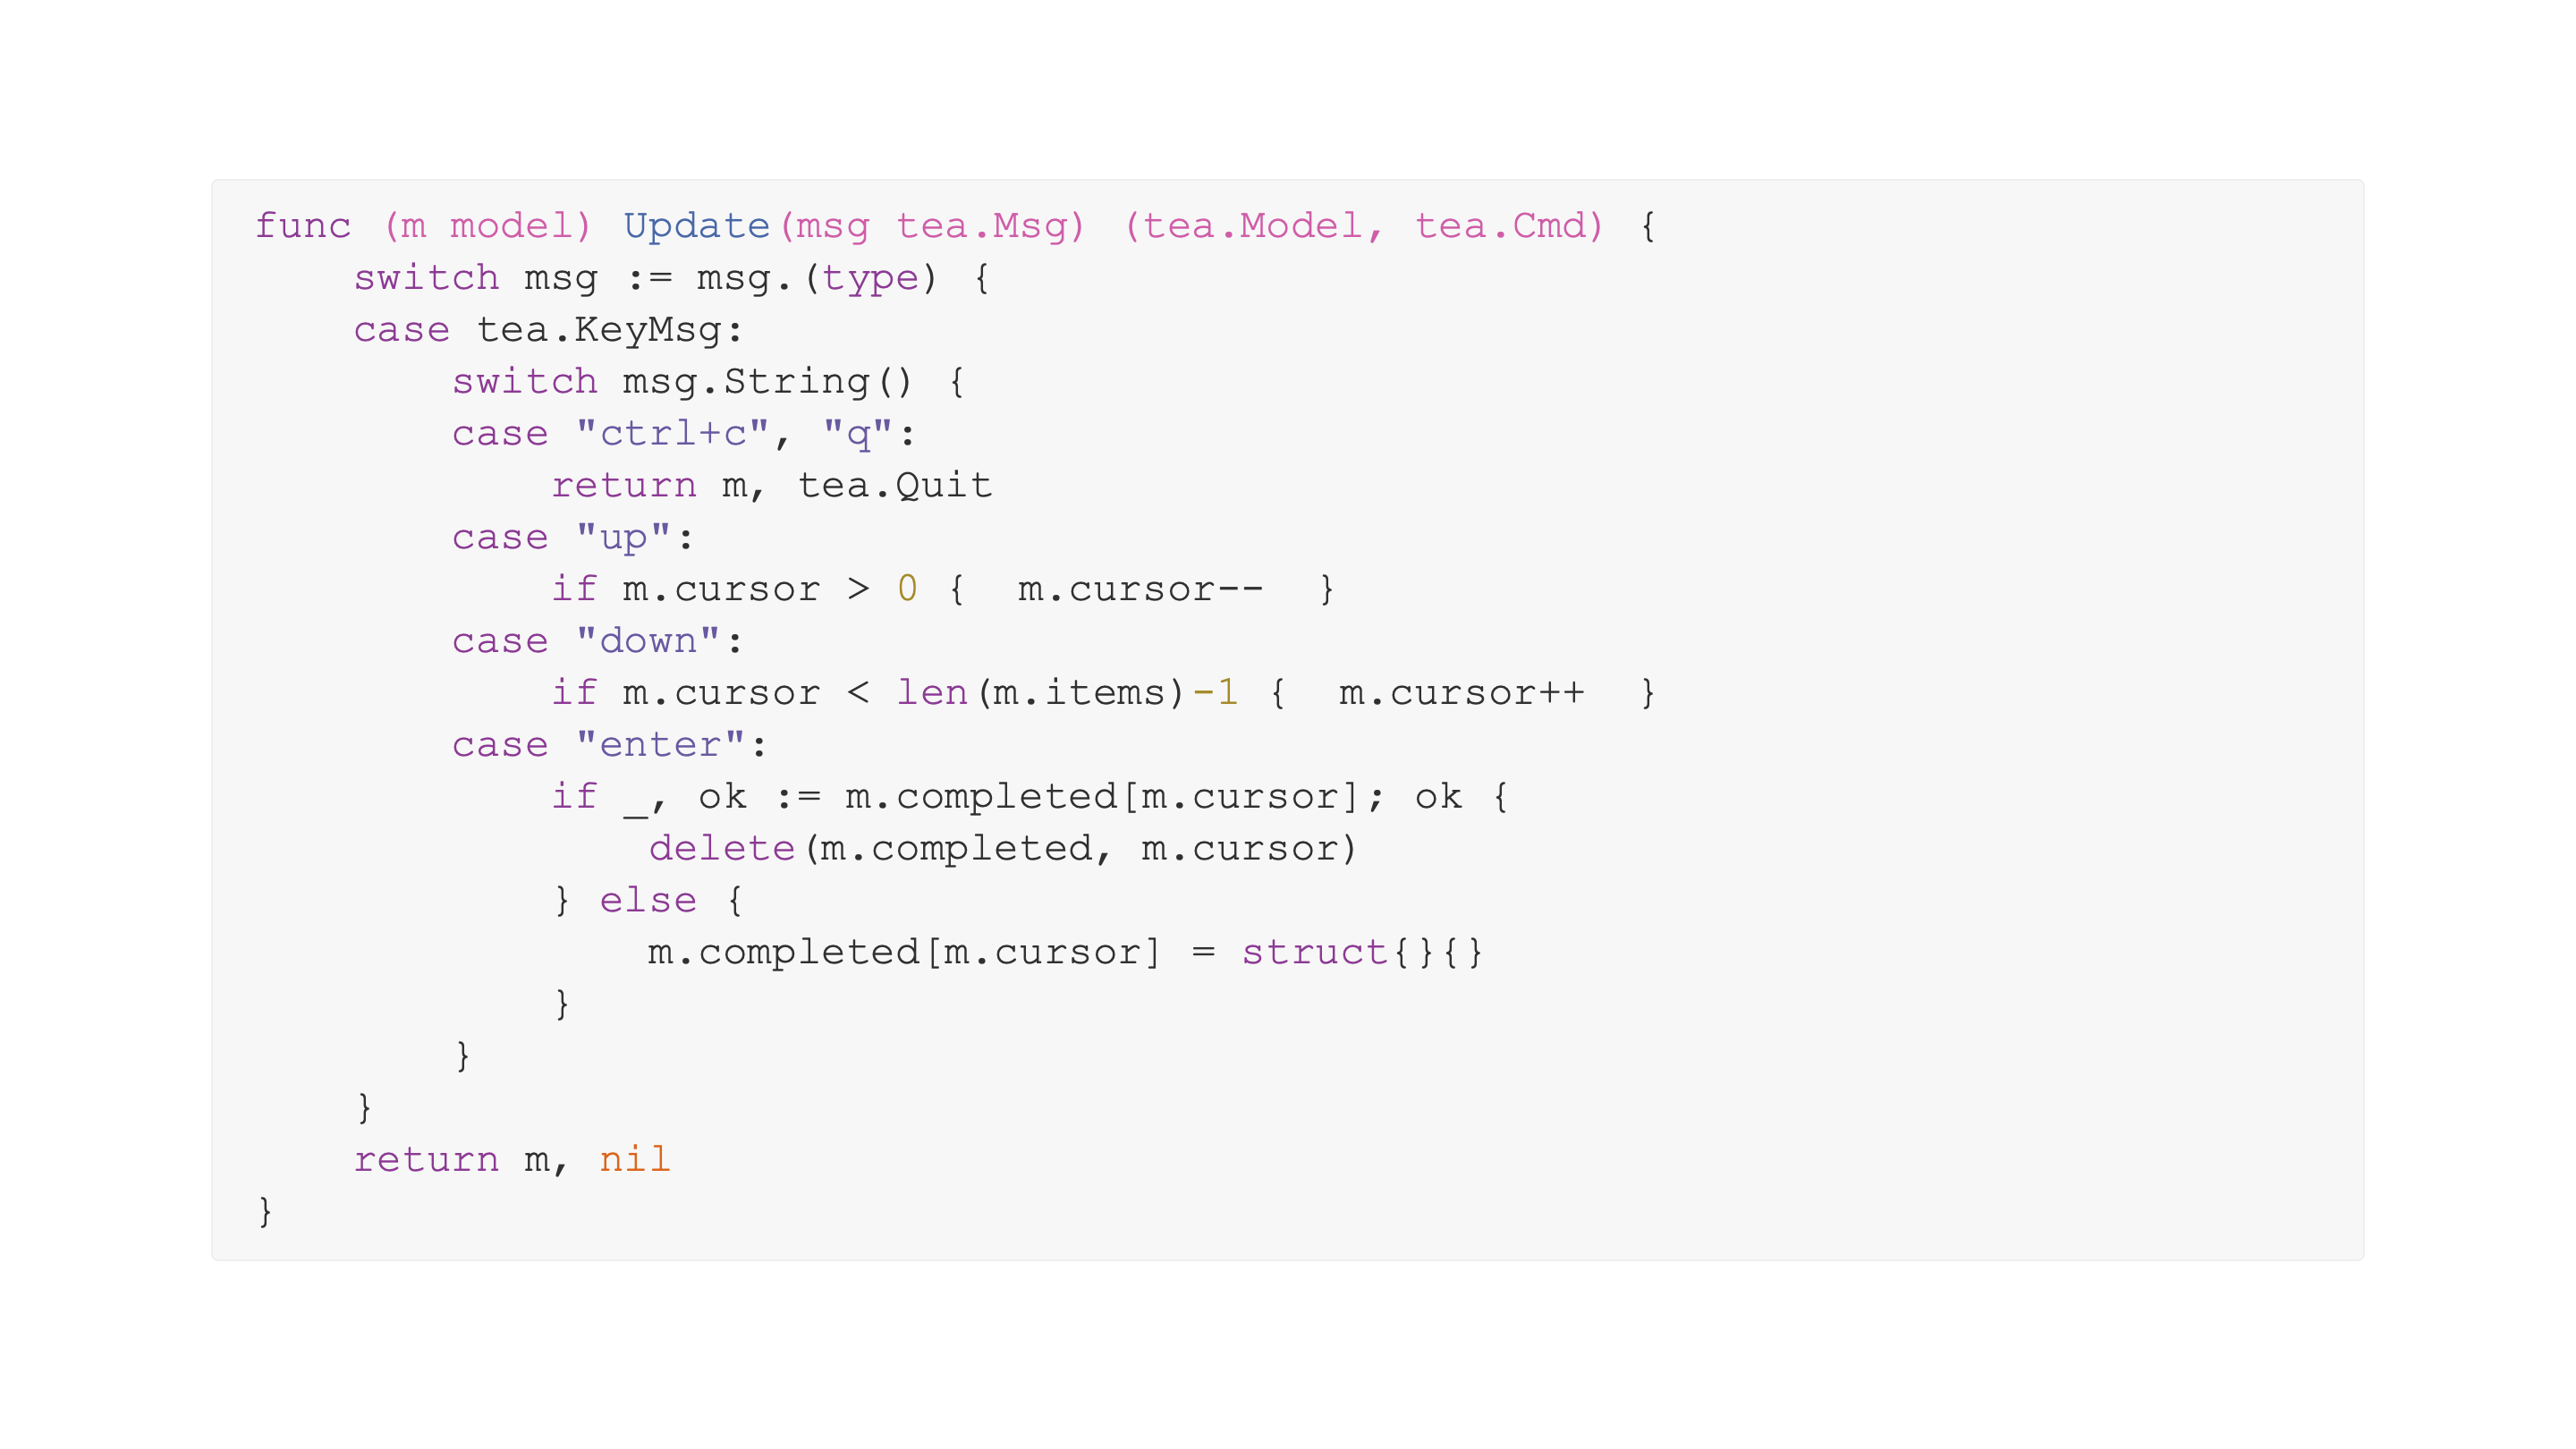 func (m model) Update(msg tea.Msg) (tea.Model, tea.Cmd) {
    switch msg := msg.(type) {
    case tea.KeyMsg:
        switch msg.String() {
        case "ctrl+c", "q":
            return m, tea.Quit
        case "up":
            if m.cursor > 0 {  m.cursor--  }
        case "down":
            if m.cursor < len(m.items)-1 {  m.cursor++  }
        case "enter":
            if _, ok := m.completed[m.cursor]; ok {
                delete(m.completed, m.cursor)
            } else {
                m.completed[m.cursor] = struct{}{}
            }
        }
    }
    return m, nil
}